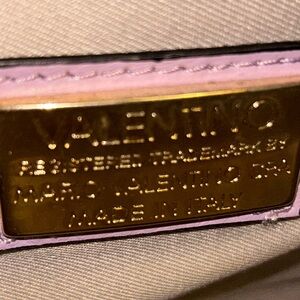 VALENTINO
REGISTERED TRADEMARK BY
MARIO VALENTINO SPA
MADE IN ITALY